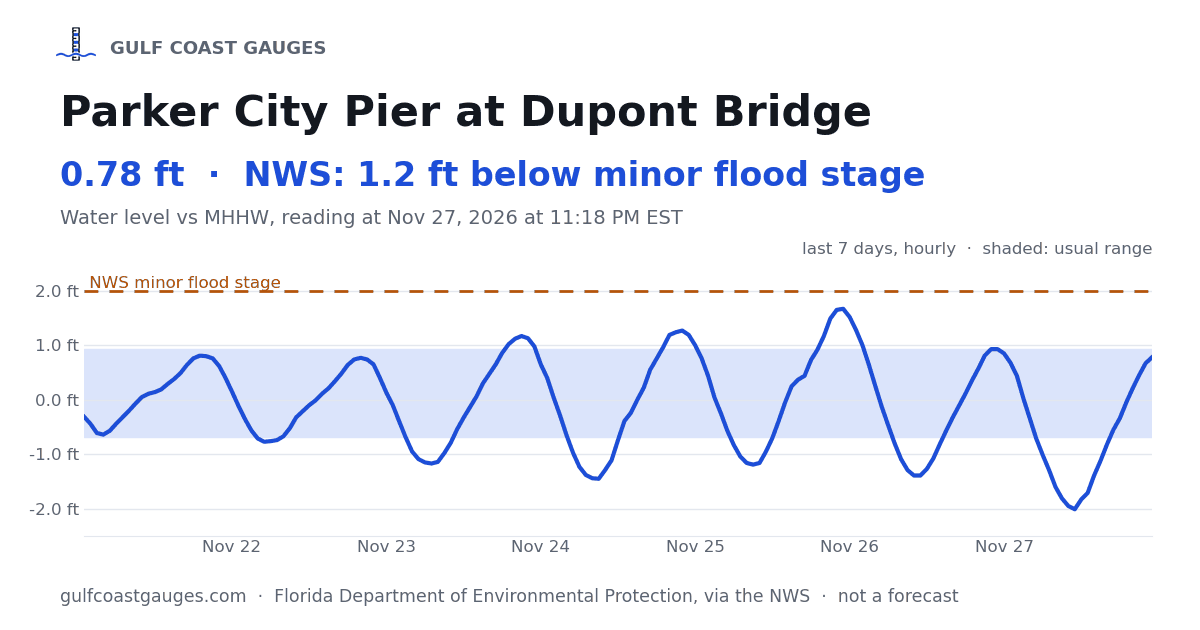 GULF COAST GAUGES
Parker City Pier at Dupont Bridge
0.78 ft · NWS: 1.2 ft below minor flood stage
Water level vs MHHW, reading at Nov 27, 2026 at 11:18 PM EST
last 7 days, hourly · shaded: usual range
NWS minor flood stage
2.0 ft
1.0 ft
0.0 ft
-1.0 ft
-2.0 ft
Nov 22 Nov 23 Nov 24 Nov 25 Nov 26 Nov 27
gulfcoastgauges.com · Florida Department of Environmental Protection, via the NWS · not a forecast